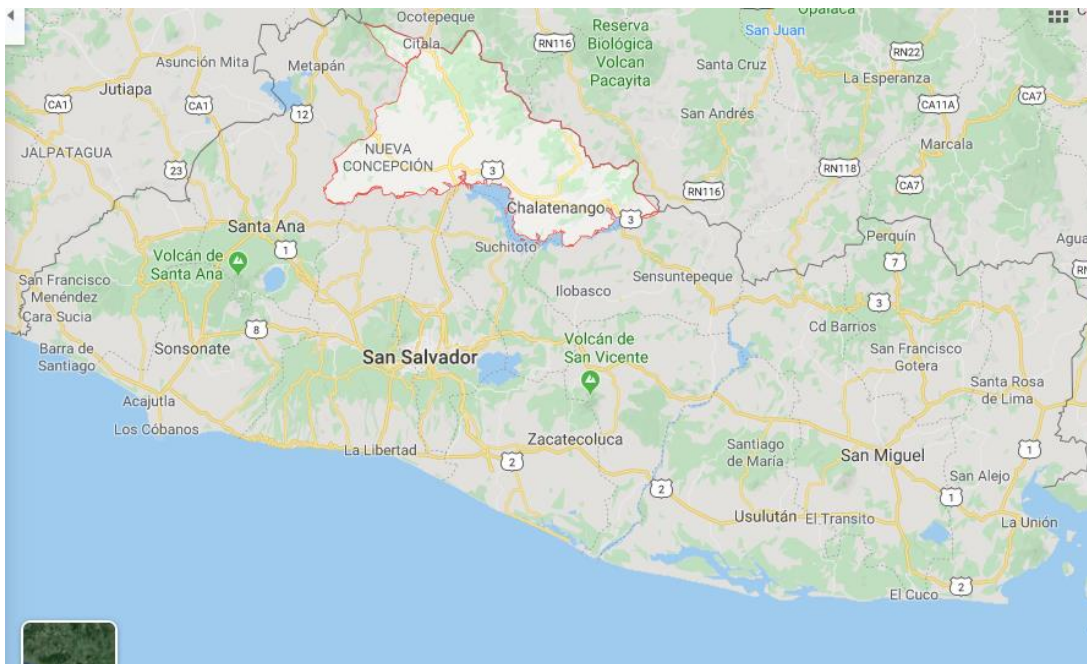 Ocotepeque
Opalaca
San Juan
Citala
RN116
Reserva
Biológica
Volcan
Pacayita
RN22
Asunción Mita
Metapán
Santa Cruz
La Esperanza
Jutiapa
CA1
CA1
12
San Andrés
CA11A
CA7
JALPATAGUA
23
NUEVA
CONCEPCIÓN
3
Marcala
RN118
CA7
RN116
Chalatenango
3
Santa Ana
1
Suchitoto
Perquín
Volcán de
Santa Ana
Sensuntepeque
7
San Francisco
Menéndez
Cara Sucia
Ilobasco
3
8
Cd Barrios
Barra de
Santiago
Sonsonate
San Salvador
Volcán de
San Vicente
San Francisco
Gotera
Santa Rosa
de Lima
Acajutla
Los Cóbanos
La Libertad
Zacatecoluca
Santiago
de María
San Miguel
1
2
2
San Alejo
1
Usulután
El Transito
La Unión
2
El Cuco